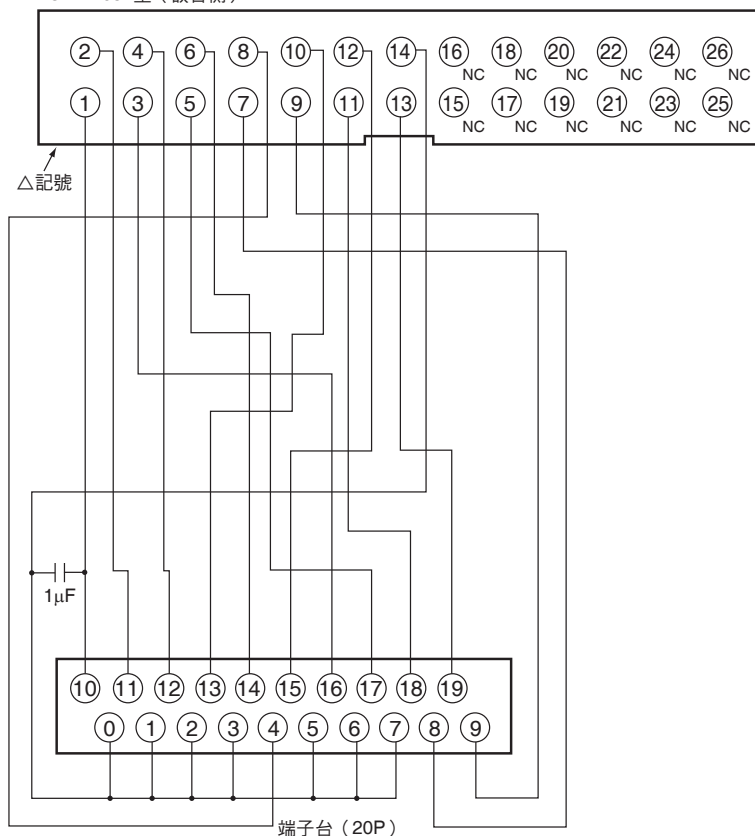 ② ④ ⑥ ⑧ ⑩ ⑫ ⑭ ⑯ ⑱ ⑳ ㉒ ㉔ ㉖
NC NC NC NC NC NC
① ③ ⑤ ⑦ ⑨ ⑪ ⑬ ⑮ ⑰ ⑲ ㉑ ㉓ ㉕
NC NC NC NC NC NC
△記號
1μF
⑩ ⑪ ⑫ ⑬ ⑭ ⑮ ⑯ ⑰ ⑱ ⑲
⓪ ① ② ③ ④ ⑤ ⑥ ⑦ ⑧ ⑨
端子台（20P）